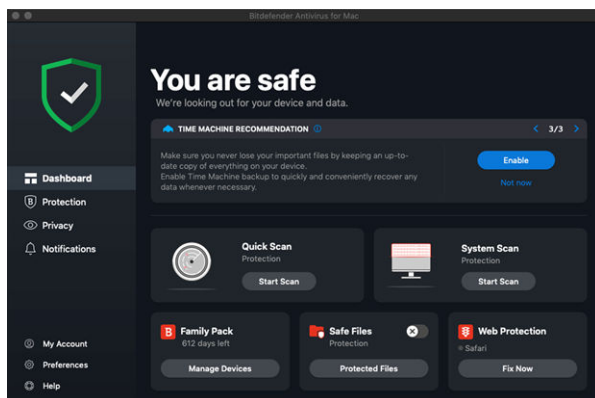 Bitdefender Antivirus for Mac
You are safe
We're looking out for your device and data.
TIME MACHINE RECOMMENDATION
3/3
Make sure you never lose your important files by keeping an up-to-
date copy of everything on your device.
Enable Time Machine backup to quickly and conveniently recover any
data whenever necessary.
Enable
Not now
Dashboard
Protection
Privacy
Notifications
My Account
Preferences
Help
Quick Scan
Protection
Start Scan
System Scan
Protection
Start Scan
B
Family Pack
612 days left
Manage Devices
Safe Files
Protection
Protected Files
Web Protection
Safari
Fix Now